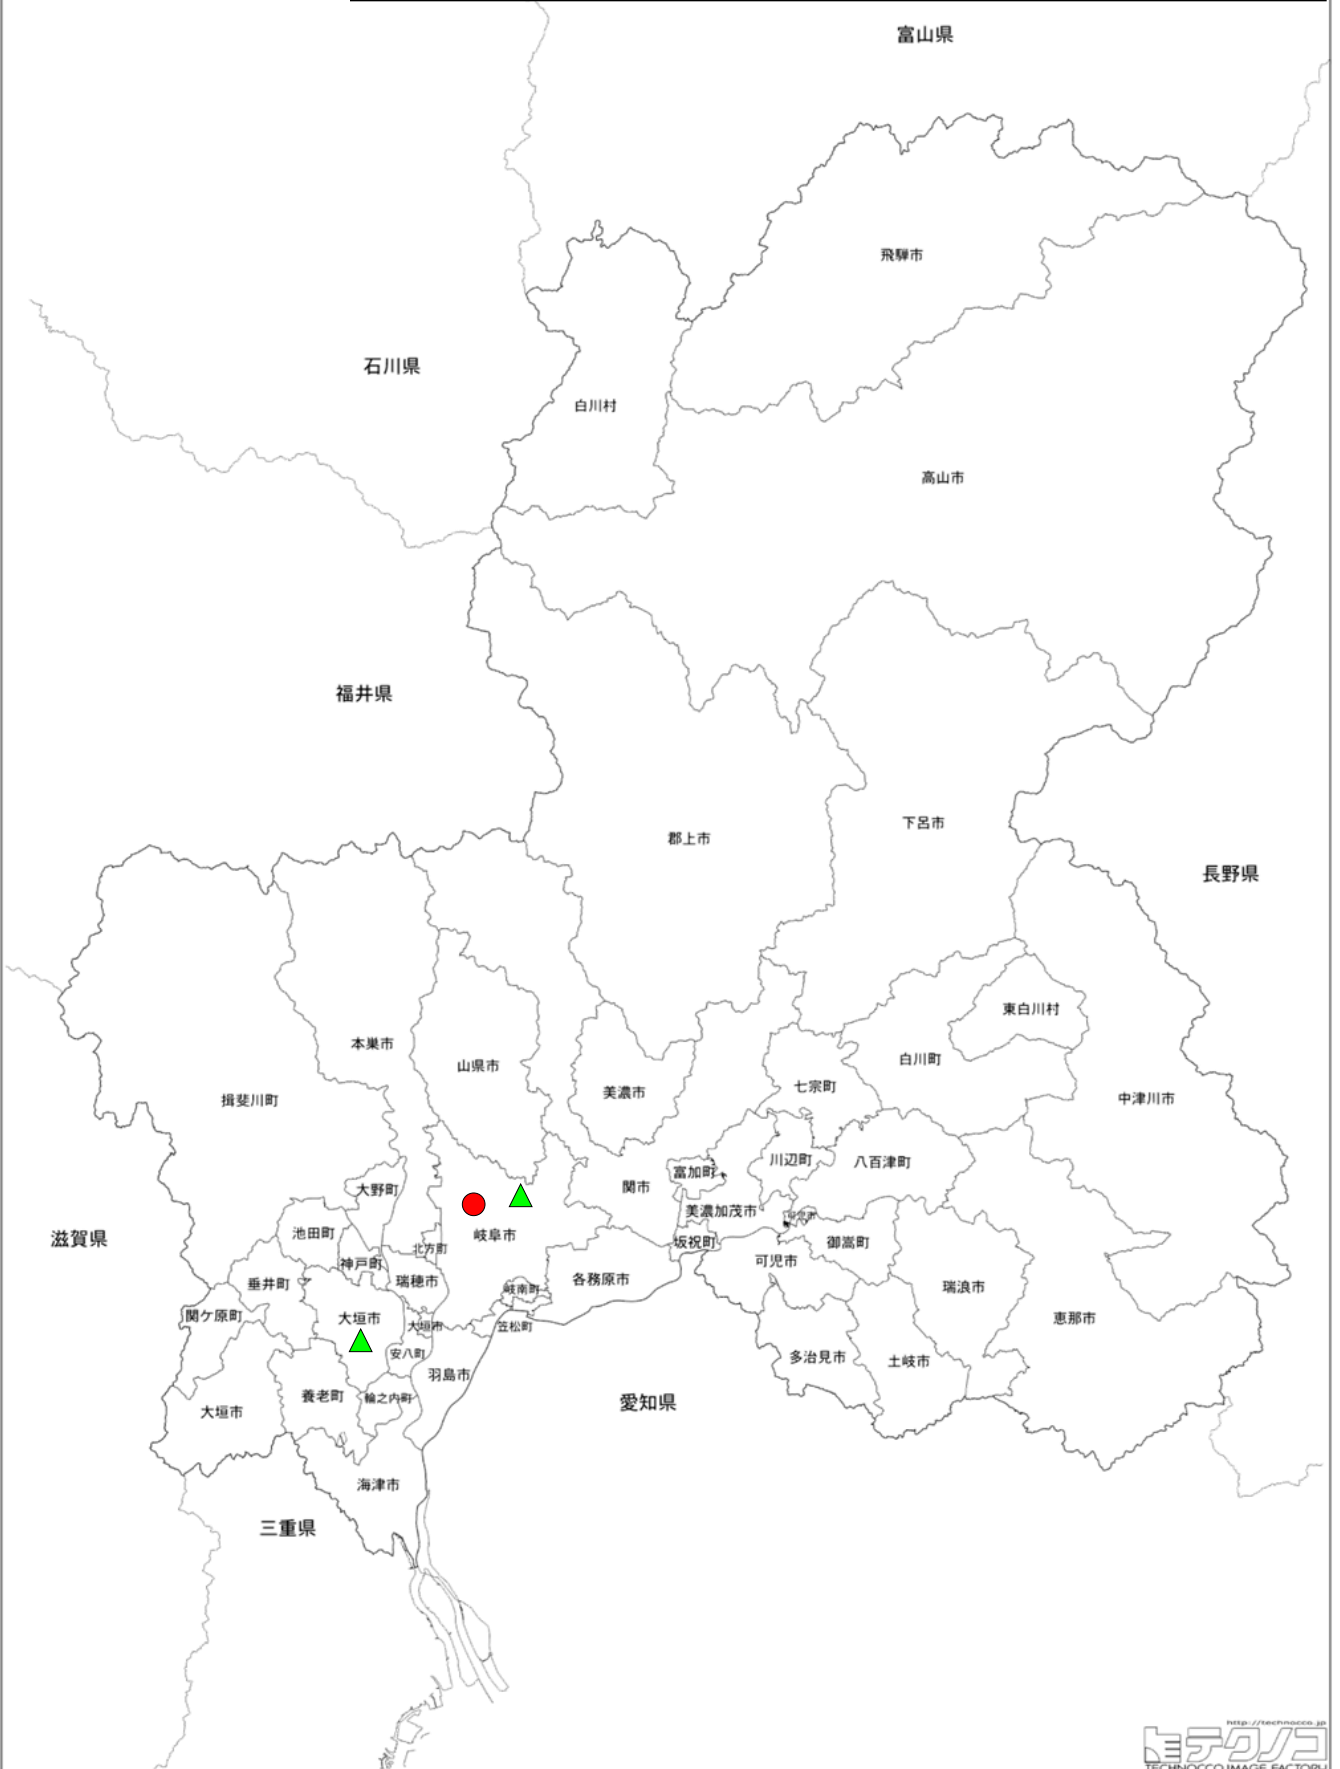 富山県
飛騨市
石川県
白川村
高山市
福井県
郡上市
下呂市
長野県
東白川村
本巣市
山県市
白川町
美濃市
七宗町
中津川市
揖斐川町
大野町
関市
富加町
川辺町
八百津町
美濃加茂市
滋賀県
池田町
岐阜市
北方町
坂祝町
御嵩町
神戸町
可児市
垂井町
瑞穂市
各務原市
瑞浪市
岐南町
関ケ原町
大垣市
大垣市
笠松町
恵那市
安八町
多治見市
土岐市
羽島市
養老町
輪之内町
愛知県
大垣市
海津市
三重県
http://technocco.jp
テクノコ
TECHNOCCO IMAGE FACTORY